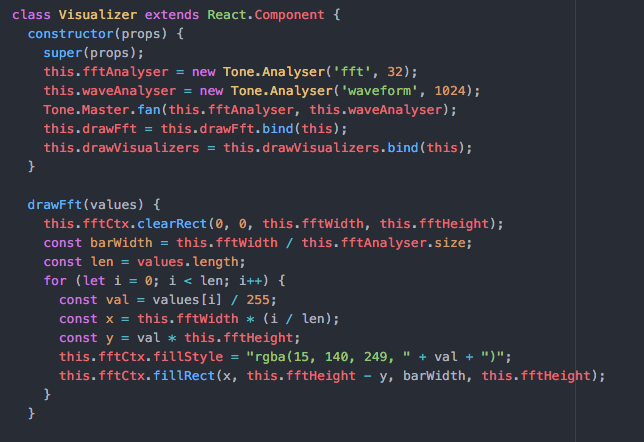 class Visualizer extends React.Component {
  constructor(props) {
    super(props);
    this.fftAnalyser = new Tone.Analyser('fft', 32);
    this.waveAnalyser = new Tone.Analyser('waveform', 1024);
    Tone.Master.fan(this.fftAnalyser, this.waveAnalyser);
    this.drawFft = this.drawFft.bind(this);
    this.drawVisualizers = this.drawVisualizers.bind(this);
  }

  drawFft(values) {
    this.fftCtx.clearRect(0, 0, this.fftWidth, this.fftHeight);
    const barWidth = this.fftWidth / this.fftAnalyser.size;
    const len = values.length;
    for (let i = 0; i < len; i++) {
      const val = values[i] / 255;
      const x = this.fftWidth * (i / len);
      const y = val * this.fftHeight;
      this.fftCtx.fillStyle = "rgba(15, 140, 249, " + val + ")";
      this.fftCtx.fillRect(x, this.fftHeight - y, barWidth, this.fftHeight);
    }
  }